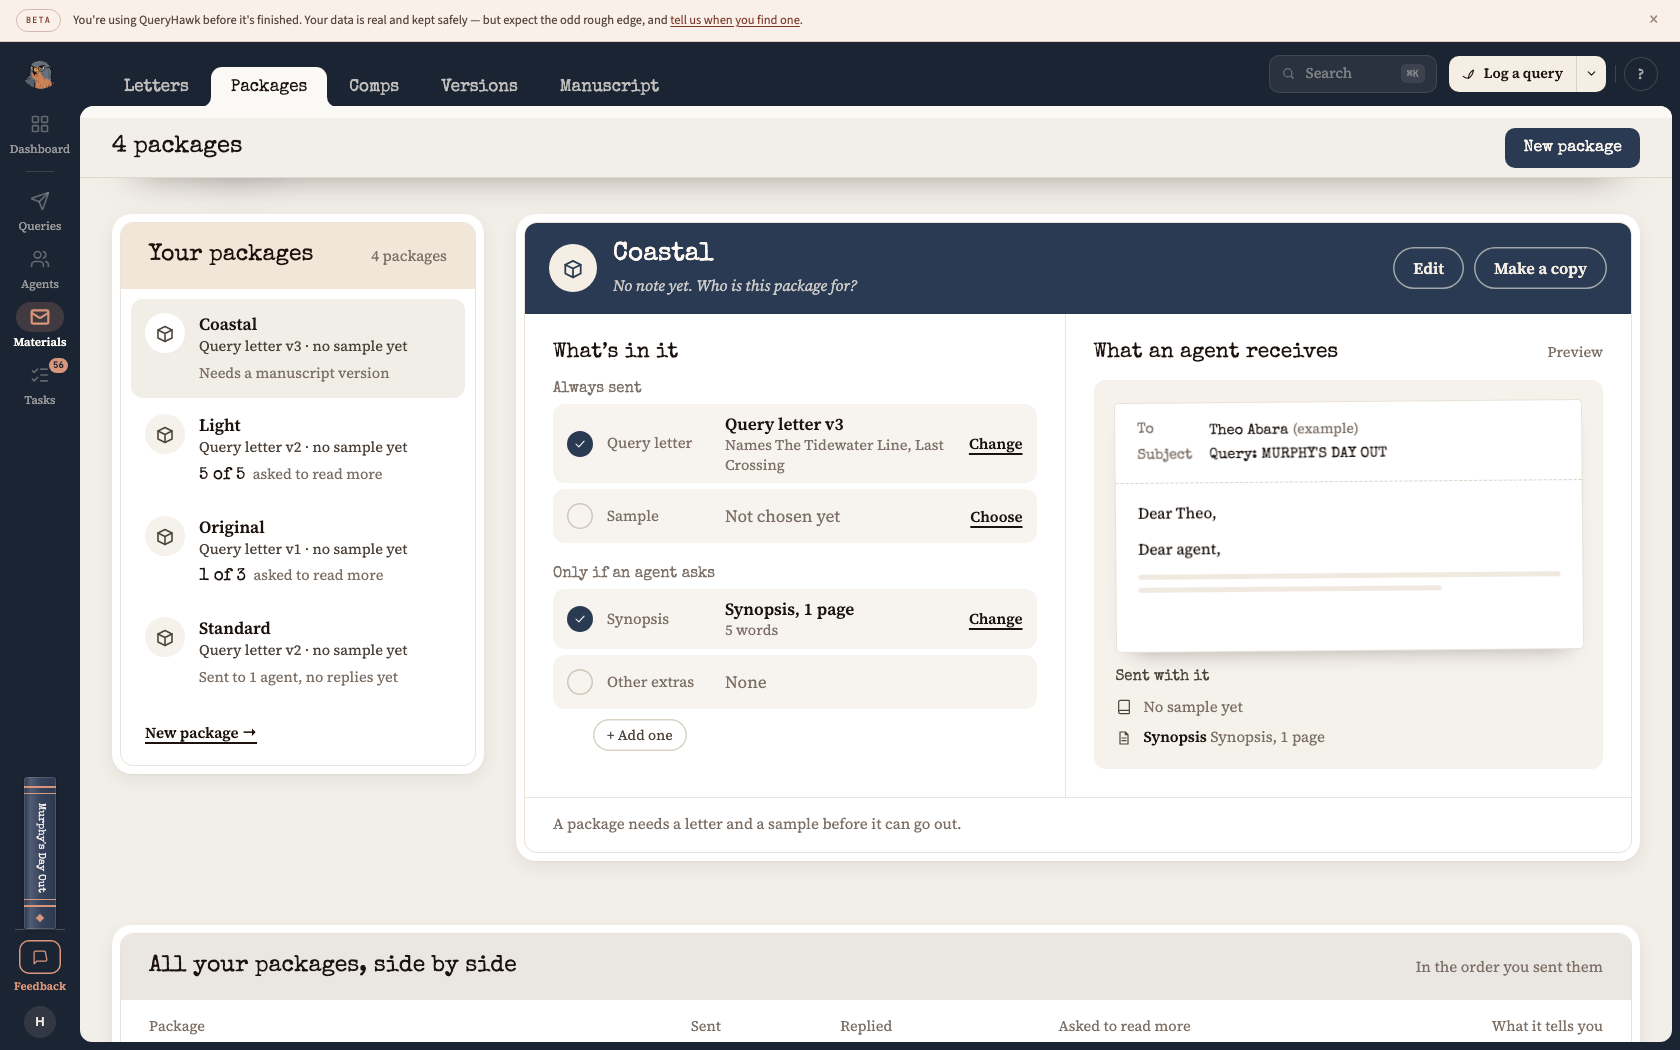 BETA You're using QueryHawk before it's finished. Your data is real and kept safely — but expect the odd rough edge, and tell us when you find one. ×
Letters Packages Comps Versions Manuscript
Search ⌘K Log a query ?
Dashboard
Queries
Agents
Materials
56
Tasks
Murphy's Day Out
Feedback
H
4 packages
New package
Your packages 4 packages
Coastal
Query letter v3 · no sample yet
Needs a manuscript version
Light
Query letter v2 · no sample yet
5 of 5 asked to read more
Original
Query letter v1 · no sample yet
1 of 3 asked to read more
Standard
Query letter v2 · no sample yet
Sent to 1 agent, no replies yet
New package →
Coastal
No note yet. Who is this package for?
Edit Make a copy
What's in it
Always sent
Query letter
Query letter v3
Names The Tidewater Line, Last
Crossing
Change
Sample Not chosen yet Choose
Only if an agent asks
Synopsis
Synopsis, 1 page
5 words
Change
Other extras None
+ Add one
What an agent receives Preview
To Theo Abara (example)
Subject Query: MURPHY'S DAY OUT
Dear Theo,
Dear agent,
Sent with it
No sample yet
Synopsis Synopsis, 1 page
A package needs a letter and a sample before it can go out.
All your packages, side by side In the order you sent them
Package Sent Replied Asked to read more What it tells you